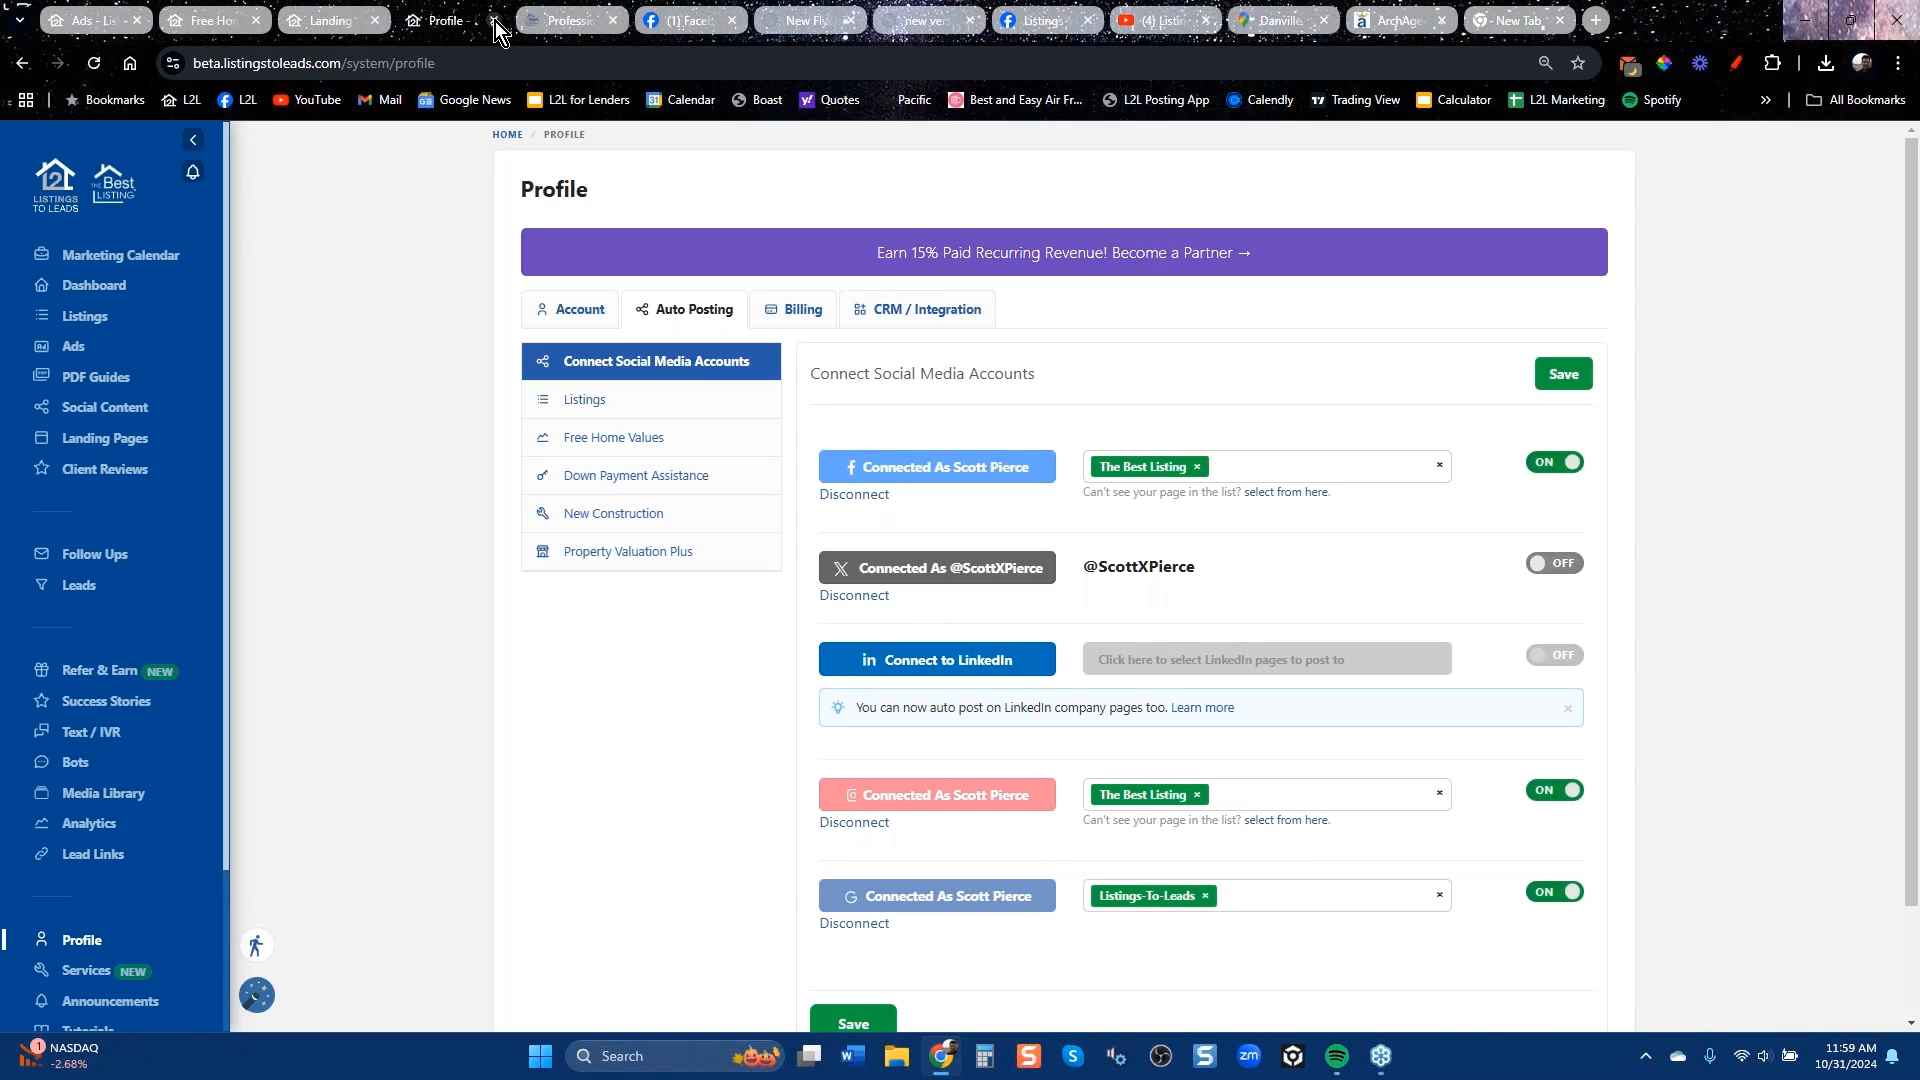 Ads - Lis
Free Hor
Landing
Profile -
Professi
(1) Face
New Fly
new ver
Listings
(4) Listin
Danville
ArchAge
New Tab
beta.listingstoleads.com/system/profile
Bookmarks
L2L
L2L
YouTube
Mail
Google News
L2L for Lenders
Calendar
Boast
Quotes
Pacific
Best and Easy Air Fr...
L2L Posting App
Calendly
Trading View
Calculator
L2L Marketing
Spotify
All Bookmarks
L2L
LISTINGS
TO LEADS
THE Best
LISTING
Marketing Calendar
Dashboard
Listings
Ads
PDF Guides
Social Content
Landing Pages
Client Reviews
Follow Ups
Leads
Refer & Earn NEW
Success Stories
Text / IVR
Bots
Media Library
Analytics
Lead Links
Profile
Services NEW
Announcements
Tutorials
HOME / PROFILE
Profile
Earn 15% Paid Recurring Revenue! Become a Partner →
Account
Auto Posting
Billing
CRM / Integration
Connect Social Media Accounts
Listings
Free Home Values
Down Payment Assistance
New Construction
Property Valuation Plus
Connect Social Media Accounts
Save
Connected As Scott Pierce
The Best Listing ×
ON
Disconnect
Can't see your page in the list? select from here.
Connected As @ScottXPierce
@ScottXPierce
OFF
Disconnect
in Connect to LinkedIn
Click here to select LinkedIn pages to post to
OFF
You can now auto post on LinkedIn company pages too. Learn more
Connected As Scott Pierce
The Best Listing ×
ON
Disconnect
Can't see your page in the list? select from here.
G Connected As Scott Pierce
Listings-To-Leads ×
ON
Disconnect
Save
1
NASDAQ
-2.68%
Search
zm
11:59 AM
10/31/2024